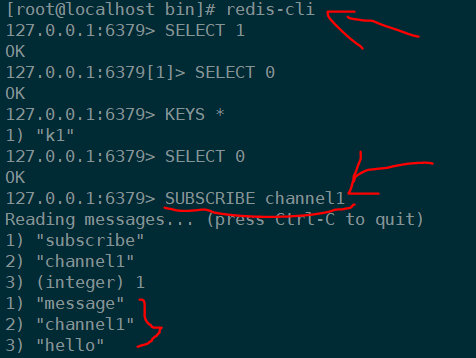 [root@localhost bin]# redis-cli
127.0.0.1:6379> SELECT 1
OK
127.0.0.1:6379[1]> SELECT 0
OK
127.0.0.1:6379> KEYS *
1) "k1"
127.0.0.1:6379> SELECT 0
OK
127.0.0.1:6379> SUBSCRIBE channel1
Reading messages... (press Ctrl-C to quit)
1) "subscribe"
2) "channel1"
3) (integer) 1
1) "message"
2) "channel1"
3) "hello"